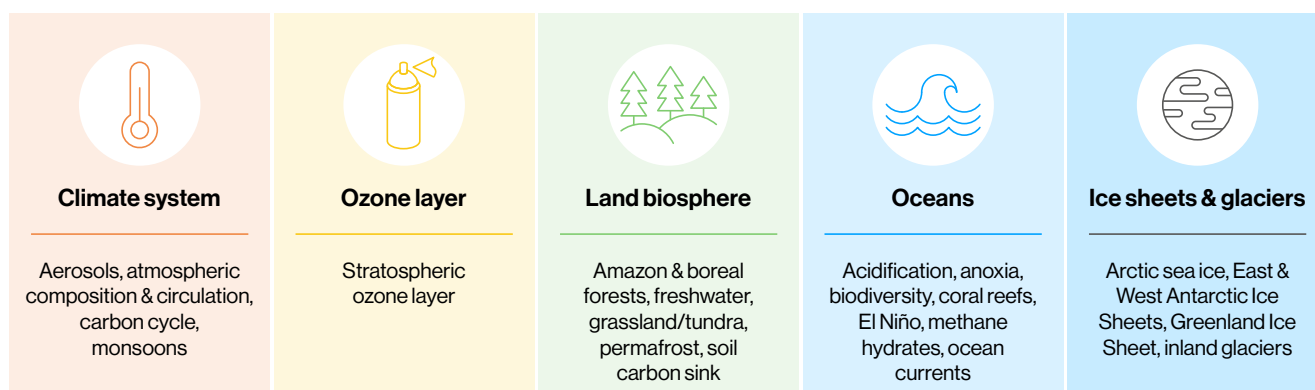 Climate system
Aerosols, atmospheric
composition & circulation,
carbon cycle,
monsoons
Ozone layer
Stratospheric
ozone layer
Land biosphere
Amazon & boreal
forests, freshwater,
grassland/tundra,
permafrost, soil
carbon sink
Oceans
Acidification, anoxia,
biodiversity, coral reefs,
El Niño, methane
hydrates, ocean
currents
Ice sheets & glaciers
Arctic sea ice, East &
West Antarctic Ice
Sheets, Greenland Ice
Sheet, inland glaciers